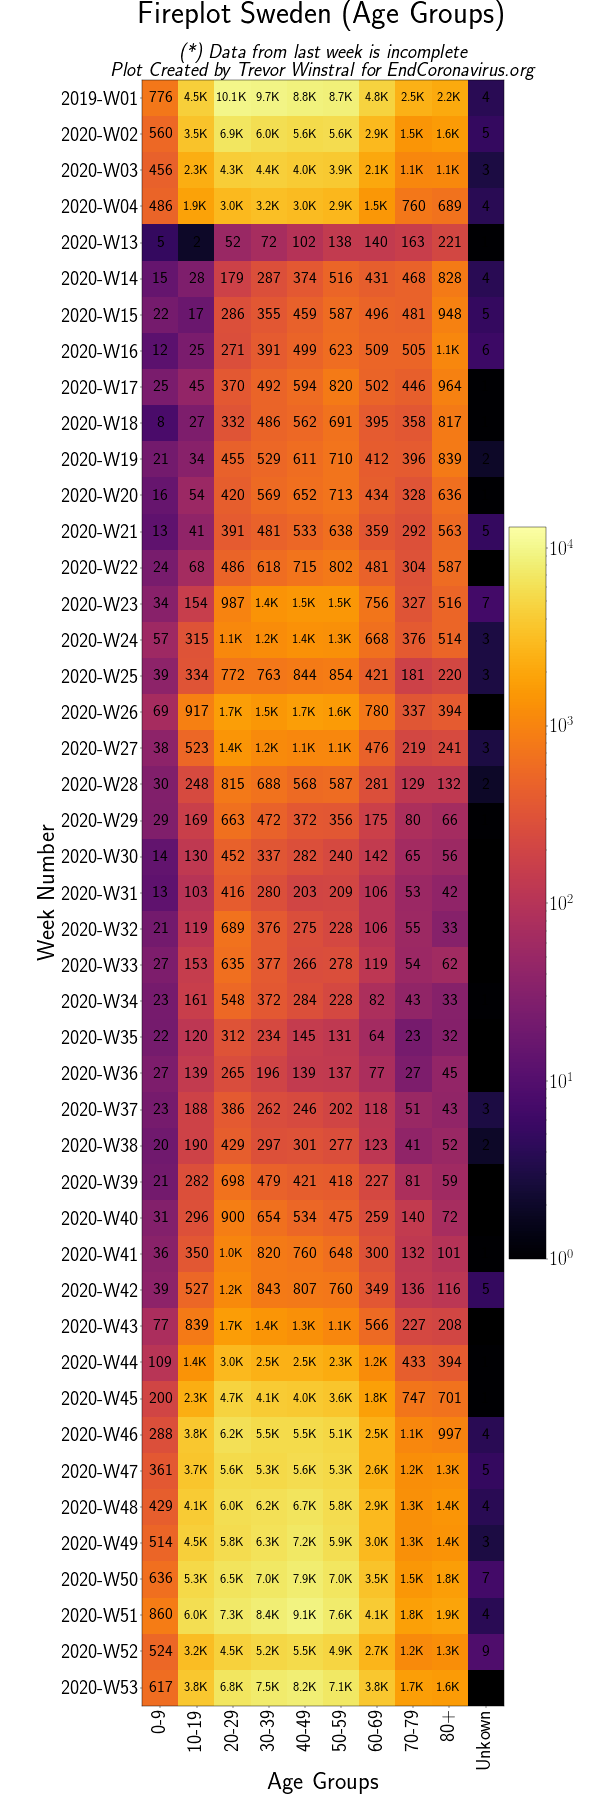 Fireplot Sweden (Age Groups)
(*) Data from last week is incomplete
Plot Created by Trevor Winstral for EndCoronavirus.org
2019-W01 776 4.5K 10.1K 9.7K 8.8K 8.7K 4.8K 2.5K 2.2K 4
2020-W02 560 3.5K 6.9K 6.0K 5.6K 5.6K 2.9K 1.5K 1.6K 5
2020-W03 456 2.3K 4.3K 4.4K 4.0K 3.9K 2.1K 1.1K 1.1K 3
2020-W04 486 1.9K 3.0K 3.2K 3.0K 2.9K 1.5K 760 689 4
2020-W13 5 2 52 72 102 138 140 163 221
2020-W14 15 28 179 287 374 516 431 468 828 4
2020-W15 22 17 286 355 459 587 496 481 948 5
2020-W16 12 25 271 391 499 623 509 505 1.1K 6
2020-W17 25 45 370 492 594 820 502 446 964
2020-W18 8 27 332 486 562 691 395 358 817
2020-W19 21 34 455 529 611 710 412 396 839 2
2020-W20 16 54 420 569 652 713 434 328 636
2020-W21 13 41 391 481 533 638 359 292 563 5
2020-W22 24 68 486 618 715 802 481 304 587
2020-W23 34 154 987 1.4K 1.5K 1.5K 756 327 516 7
2020-W24 57 315 1.1K 1.2K 1.4K 1.3K 668 376 514 3
2020-W25 39 334 772 763 844 854 421 181 220 3
2020-W26 69 917 1.7K 1.5K 1.7K 1.6K 780 337 394
2020-W27 38 523 1.4K 1.2K 1.1K 1.1K 476 219 241 3
2020-W28 30 248 815 688 568 587 281 129 132 2
2020-W29 29 169 663 472 372 356 175 80 66
2020-W30 14 130 452 337 282 240 142 65 56
2020-W31 13 103 416 280 203 209 106 53 42
2020-W32 21 119 689 376 275 228 106 55 33
2020-W33 27 153 635 377 266 278 119 54 62
2020-W34 23 161 548 372 284 228 82 43 33
2020-W35 22 120 312 234 145 131 64 23 32
2020-W36 27 139 265 196 139 137 77 27 45
2020-W37 23 188 386 262 246 202 118 51 43 3
2020-W38 20 190 429 297 301 277 123 41 52 2
2020-W39 21 282 698 479 421 418 227 81 59
2020-W40 31 296 900 654 534 475 259 140 72
2020-W41 36 350 1.0K 820 760 648 300 132 101
2020-W42 39 527 1.2K 843 807 760 349 136 116 5
2020-W43 77 839 1.7K 1.4K 1.3K 1.1K 566 227 208
2020-W44 109 1.4K 3.0K 2.5K 2.5K 2.3K 1.2K 433 394
2020-W45 200 2.3K 4.7K 4.1K 4.0K 3.6K 1.8K 747 701
2020-W46 288 3.8K 6.2K 5.5K 5.5K 5.1K 2.5K 1.1K 997 4
2020-W47 361 3.7K 5.6K 5.3K 5.6K 5.3K 2.6K 1.2K 1.3K 5
2020-W48 429 4.1K 6.0K 6.2K 6.7K 5.8K 2.9K 1.3K 1.4K 4
2020-W49 514 4.5K 5.8K 6.3K 7.2K 5.9K 3.0K 1.3K 1.4K 3
2020-W50 636 5.3K 6.5K 7.0K 7.9K 7.0K 3.5K 1.5K 1.8K 7
2020-W51 860 6.0K 7.3K 8.4K 9.1K 7.6K 4.1K 1.8K 1.9K 4
2020-W52 524 3.2K 4.5K 5.2K 5.5K 4.9K 2.7K 1.2K 1.3K 9
2020-W53 617 3.8K 6.8K 7.5K 8.2K 7.1K 3.8K 1.7K 1.6K
0-9 10-19 20-29 30-39 40-49 50-59 60-69 70-79 80+ Unkown
Age Groups
Week Number
10⁴
10³
10²
10¹
10⁰